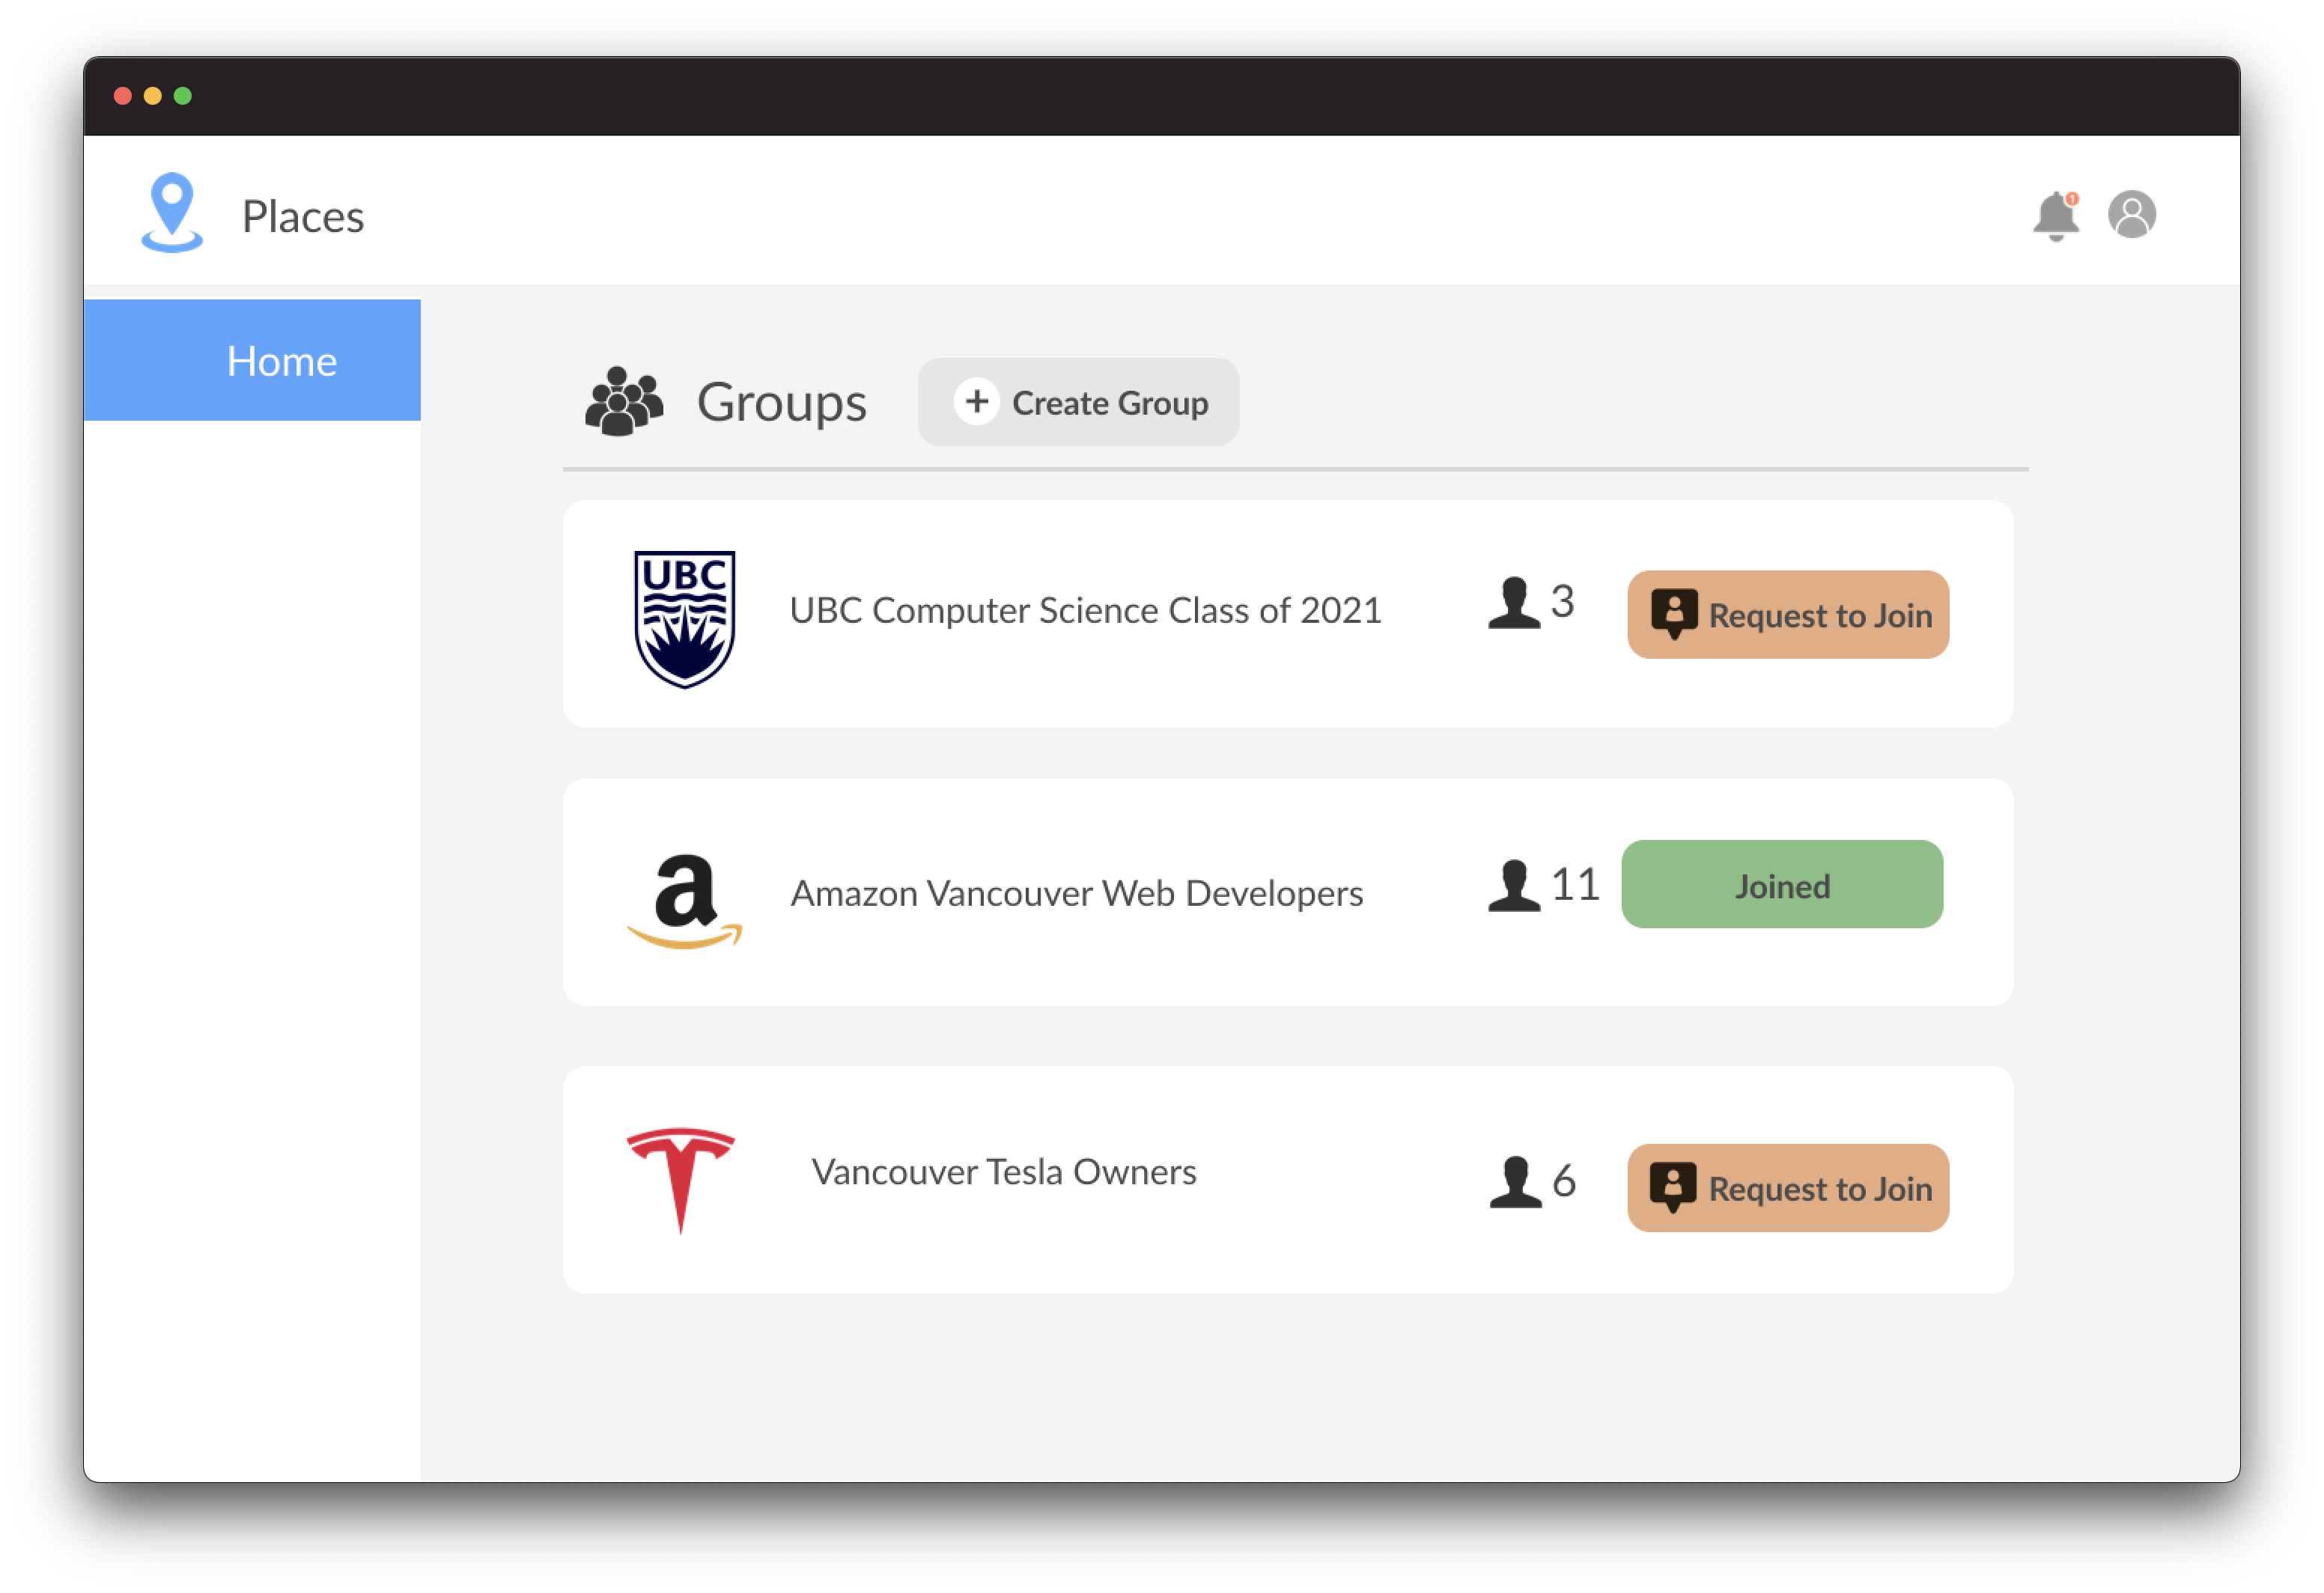 Places
1
Home
Groups
Create Group
UBC
UBC Computer Science Class of 2021
3
Request to Join
a
Amazon Vancouver Web Developers
11
Joined
Vancouver Tesla Owners
6
Request to Join